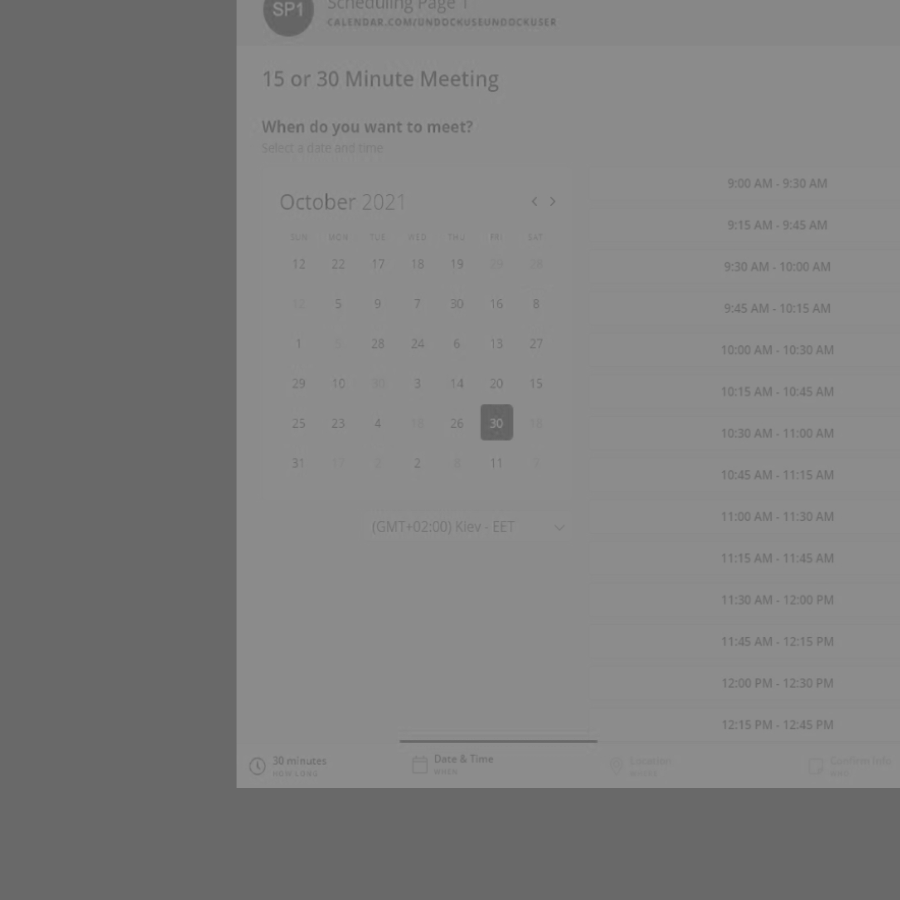 SP1
Scheduling Page 1
CALENDAR.COM/UNDOCKUSEUNDOCKUSER
15 or 30 Minute Meeting
When do you want to meet?
Select a date and time
October 2021
SUN MON TUE WED THU FRI SAT
12 22 17 18 19 29 28
12 5 9 7 30 16 8
1 5 28 24 6 13 27
29 10 30 3 14 20 15
25 23 4 18 26 30
31 2 11
(GMT+02:00) Kiev - EET
9:00 AM - 9:30 AM
9:15 AM - 9:45 AM
9:30 AM - 10:00 AM
9:45 AM - 10:15 AM
10:00 AM - 10:30 AM
10:15 AM - 10:45 AM
10:30 AM - 11:00 AM
10:45 AM - 11:15 AM
11:00 AM - 11:30 AM
11:15 AM - 11:45 AM
11:30 AM - 12:00 PM
11:45 AM - 12:15 PM
12:00 PM - 12:30 PM
12:15 PM - 12:45 PM
30 minutes
HOW LONG
Date & Time
WHEN
Location
WHERE
Confirm Info